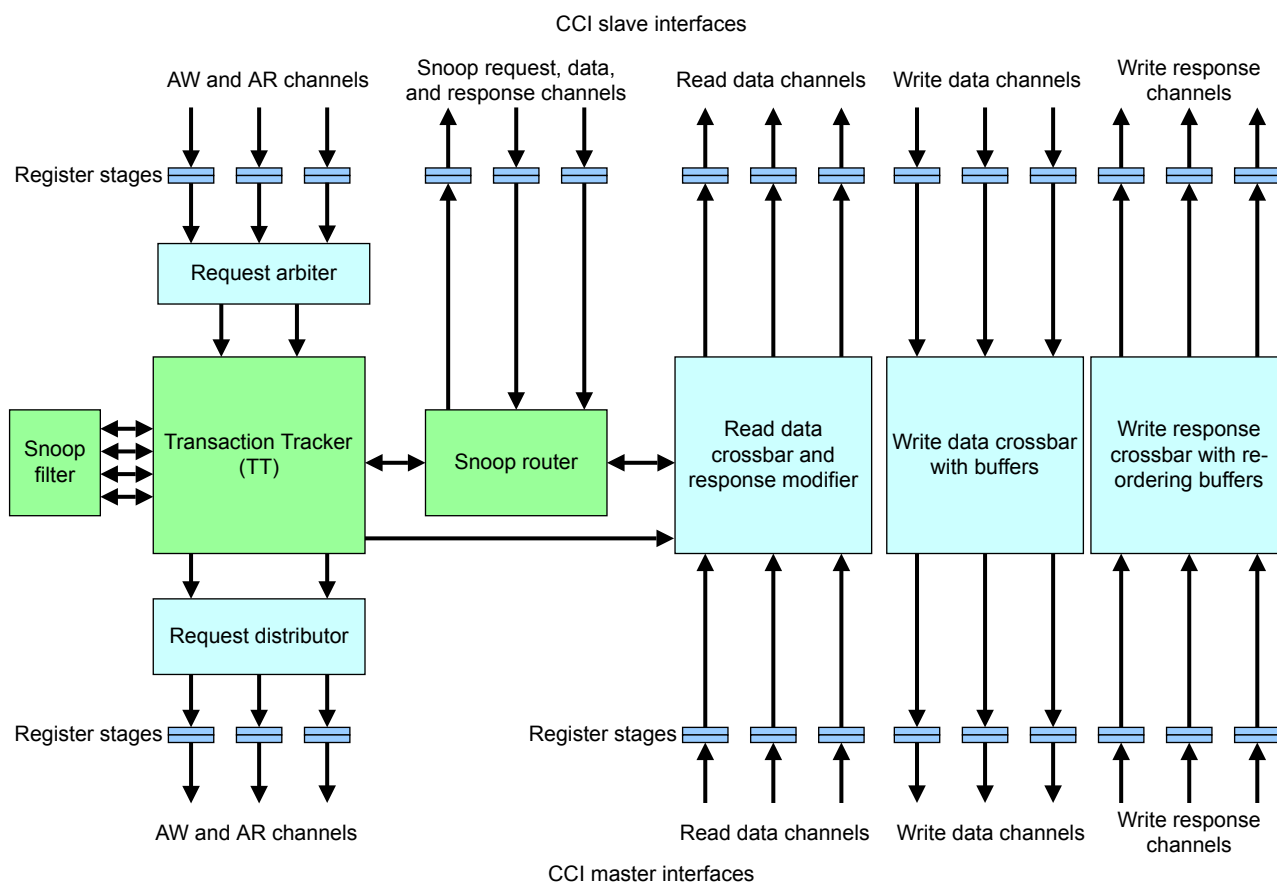 CCI slave interfaces
AW and AR channels
Snoop request, data,
and response channels
Read data channels
Write data channels
Write response
channels
Register stages
Request arbiter
Snoop
filter
Transaction Tracker
(TT)
Snoop router
Read data
crossbar and
response modifier
Write data crossbar
with buffers
Write response
crossbar with re-
ordering buffers
Request distributor
Register stages
Register stages
AW and AR channels
Read data channels
Write data channels
Write response
channels
CCI master interfaces